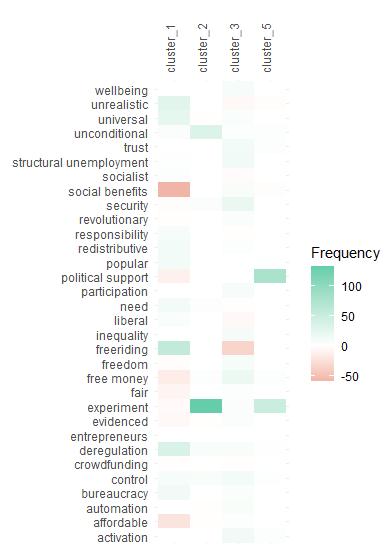 cluster_1
cluster_2
cluster_3
cluster_5
wellbeing
unrealistic
universal
unconditional
trust
structural unemployment
socialist
social benefits
security
revolutionary
responsibility
redistributive
popular
political support
participation
need
liberal
inequality
freeriding
freedom
free money
fair
experiment
evidenced
entrepreneurs
deregulation
crowdfunding
control
bureaucracy
automation
affordable
activation
Frequency
100
50
0
-50